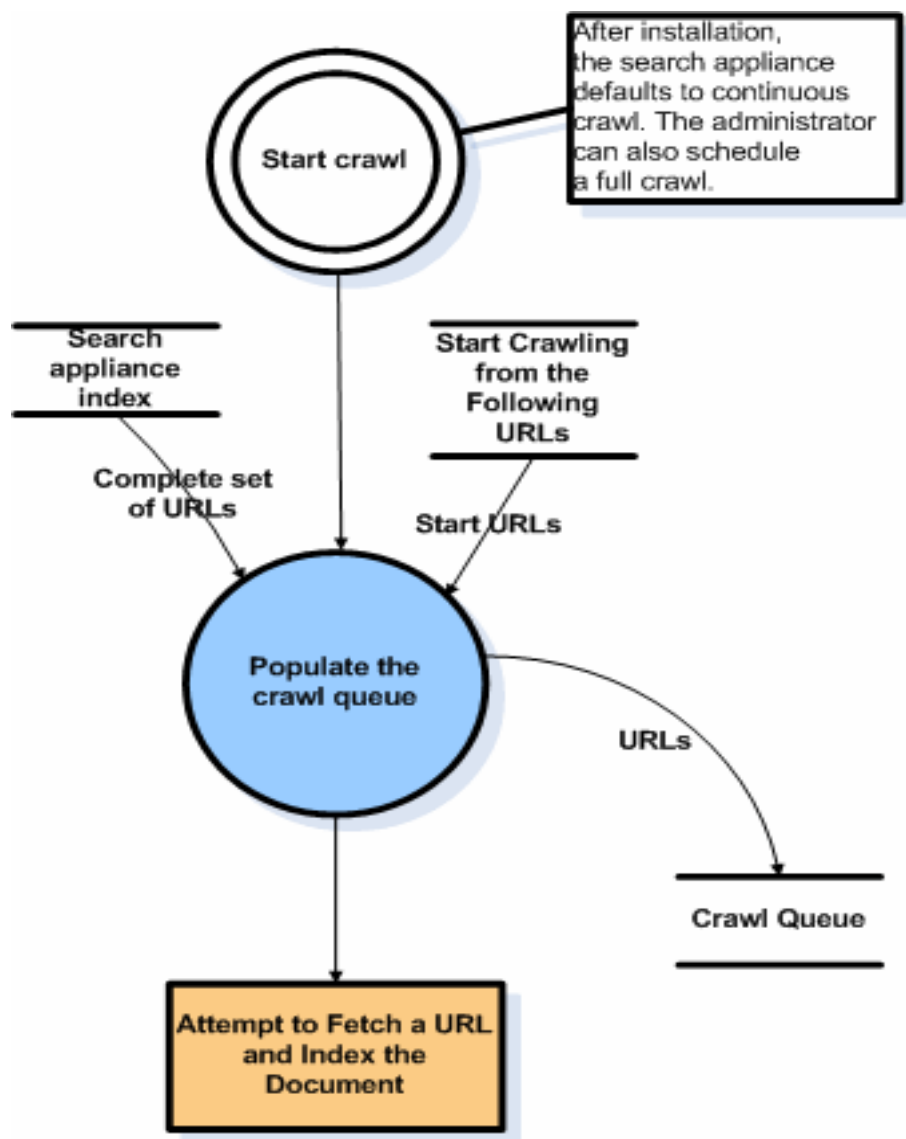 After installation,
the search appliance
defaults to continuous
crawl. The administrator
can also schedule
a full crawl.
Start crawl
Search
appliance
index
Start Crawling
from the
Following
URLs
Complete set
of URLs
Start URLs
Populate the
crawl queue
URLs
Crawl Queue
Attempt to Fetch a URL
and Index the
Document